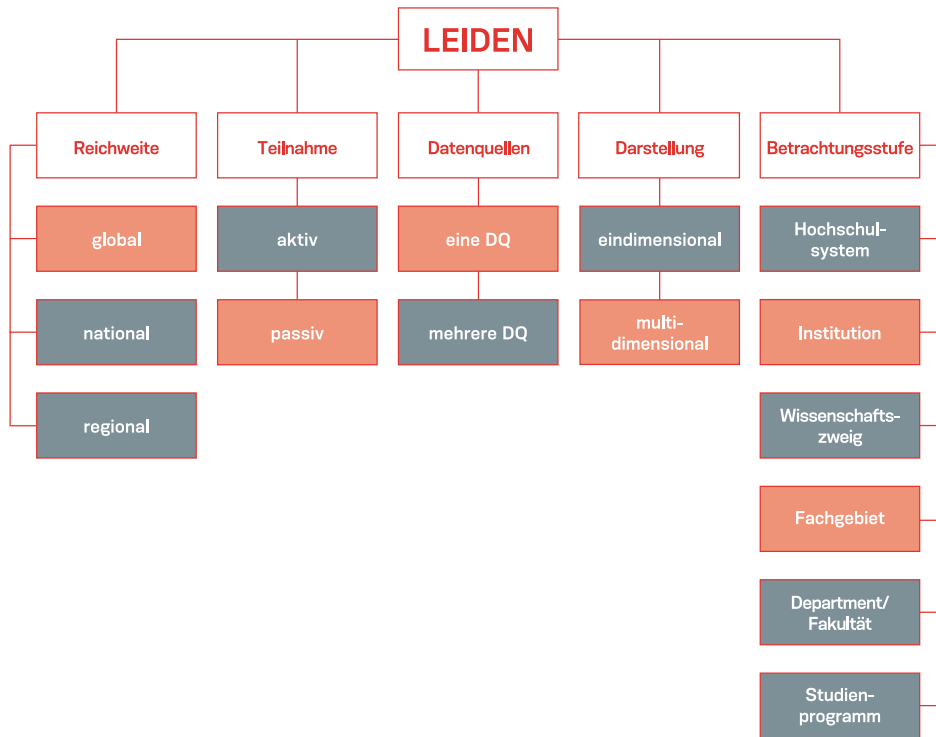 LEIDEN
Reichweite
Teilnahme
Datenquellen
Darstellung
Betrachtungsstufe
global
aktiv
eine DQ
eindimensional
Hochschul-
system
national
passiv
mehrere DQ
multi-
dimensional
Institution
regional
Wissenschafts-
zweig
Fachgebiet
Department/
Fakultät
Studien-
programm